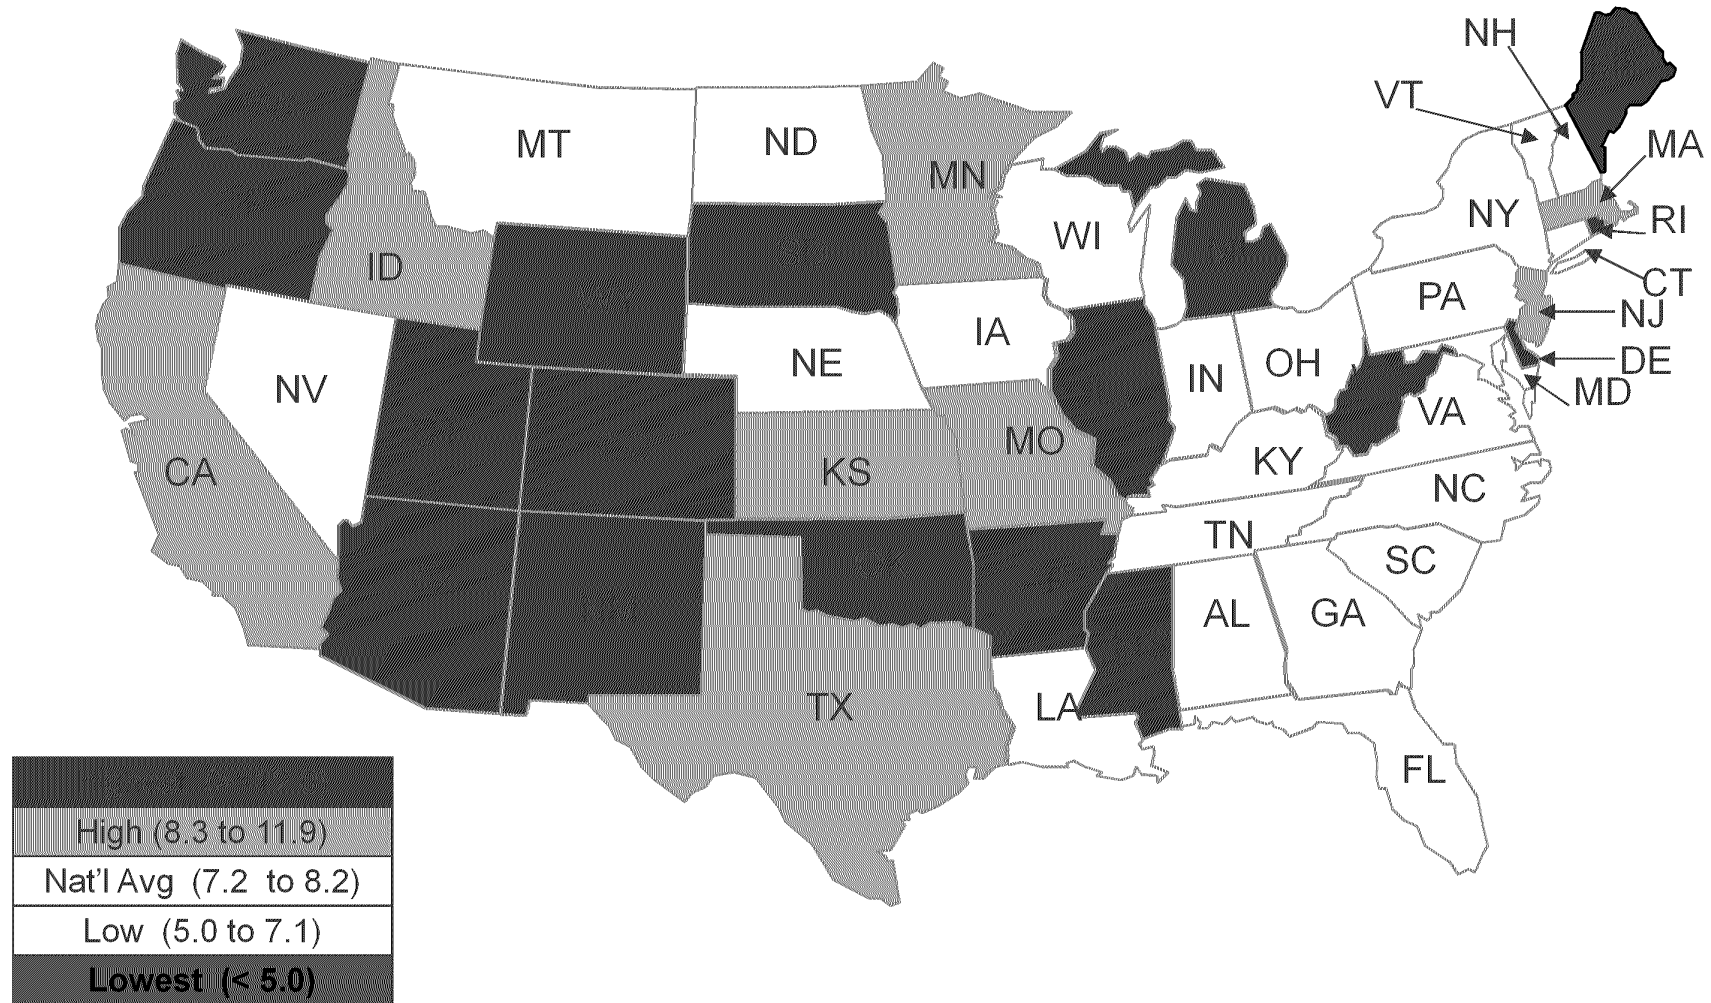 NH
VT
MT
ND
MA
MN
NY
RI
WI
ID
CT
PA
NJ
IA
NE
OH
DE
IN
NV
MD
VA
MO
KY
CA
KS
NC
TN
SC
AL
GA
TX
LA
FL
High (8.3 to 11.9)
Nat'l Avg (7.2 to 8.2)
Low (5.0 to 7.1)
Lowest (< 5.0)